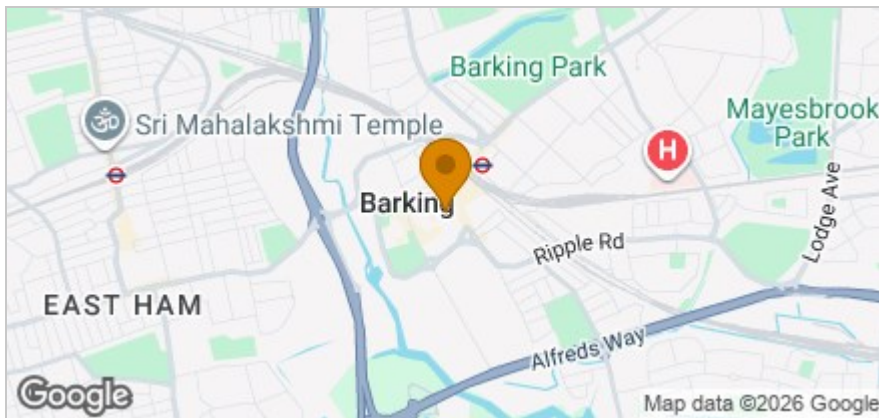 Barking Park
Mayesbrook
Park
Sri Mahalakshmi Temple
H
Barking
Lodge Ave
Ripple Rd
EAST HAM
Alfreds Way
Google
Map data ©2026 Google